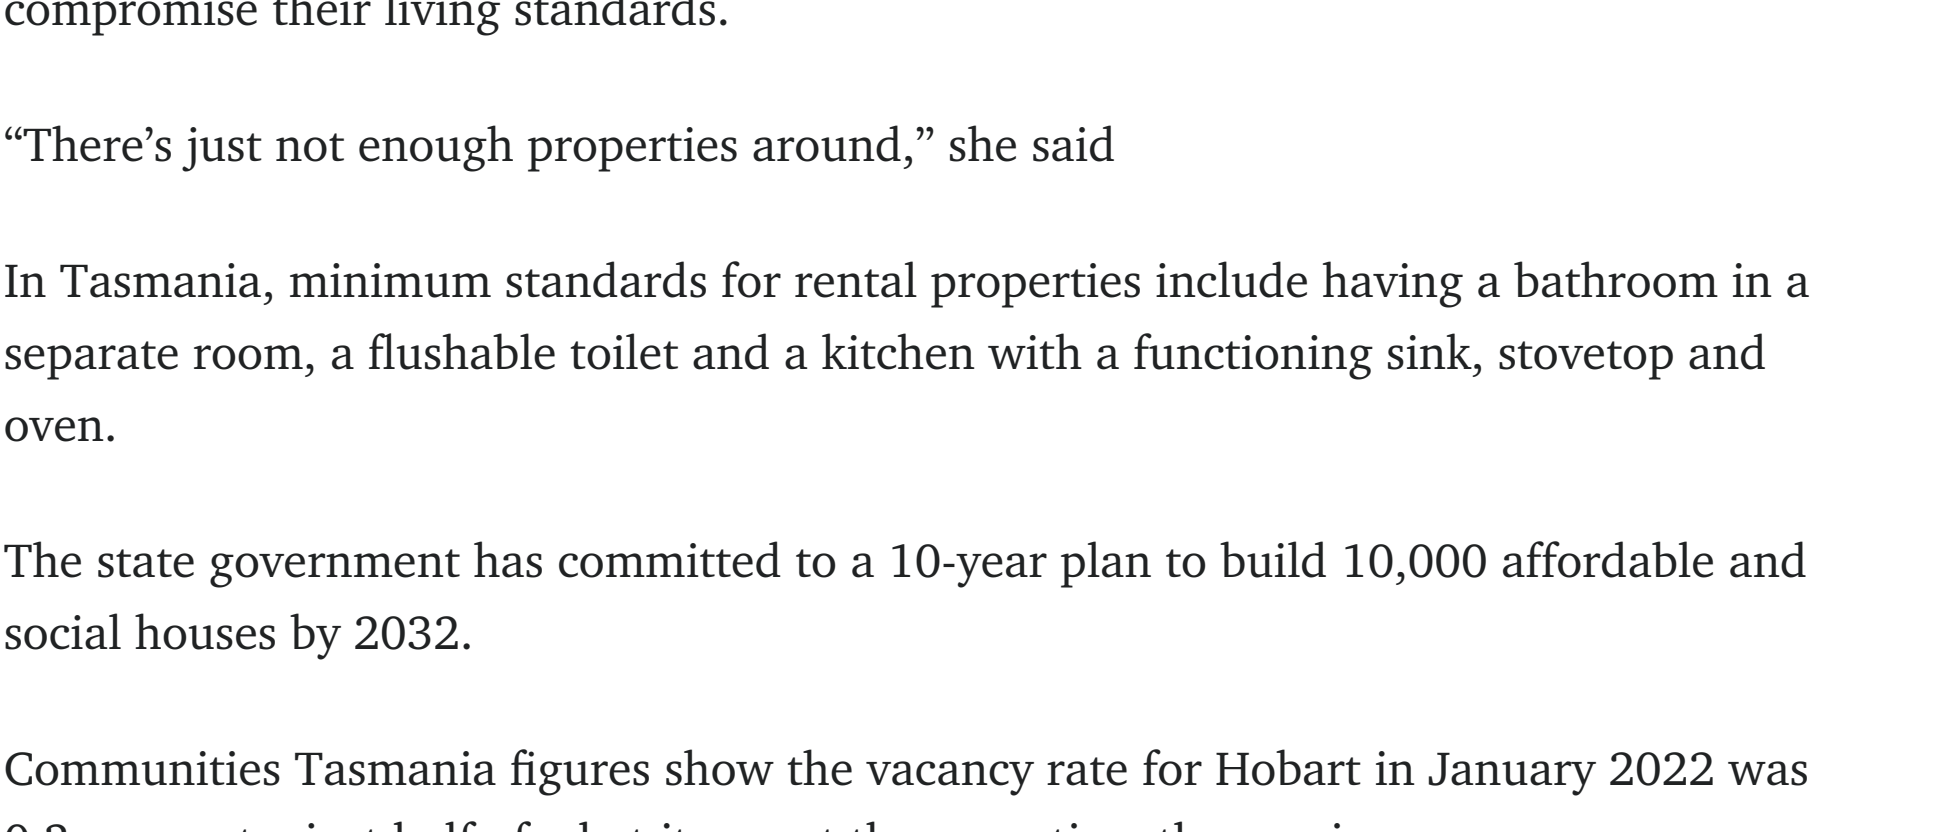 compromise their living standards.
“There’s just not enough properties around,” she said
In Tasmania, minimum standards for rental properties include having a bathroom in a
separate room, a flushable toilet and a kitchen with a functioning sink, stovetop and
oven.
The state government has committed to a 10-year plan to build 10,000 affordable and
social houses by 2032.
Communities Tasmania figures show the vacancy rate for Hobart in January 2022 was